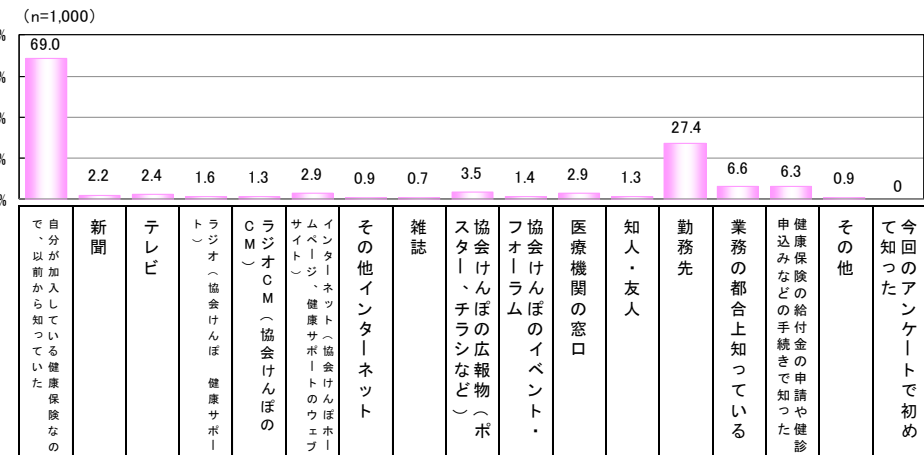 （n=1,000）
%
%
%
%
%
69.0
2.2
2.4
1.6
1.3
2.9
0.9
0.7
3.5
1.4
2.9
1.3
27.4
6.6
6.3
0.9
0
自分が加入している健康保険なの
で、以前から知っていた
新聞
テレビ
ラジオ（協会けんぽ　健康サポー
ト）
ラジオCM（協会けんぽの
CM）
インターネット（協会けんぽホー
ムページ、健康サポートのウェブ
サイト）
その他インターネット
雑誌
協会けんぽの広報物（ポ
スター、チラシなど）
協会けんぽのイベント・
フォーラム
医療機関の窓口
知人・友人
勤務先
業務の都合上知っている
健康保険の給付金の申請や健診
申込みなどの手続きで知った
その他
今回のアンケートで初め
て知った